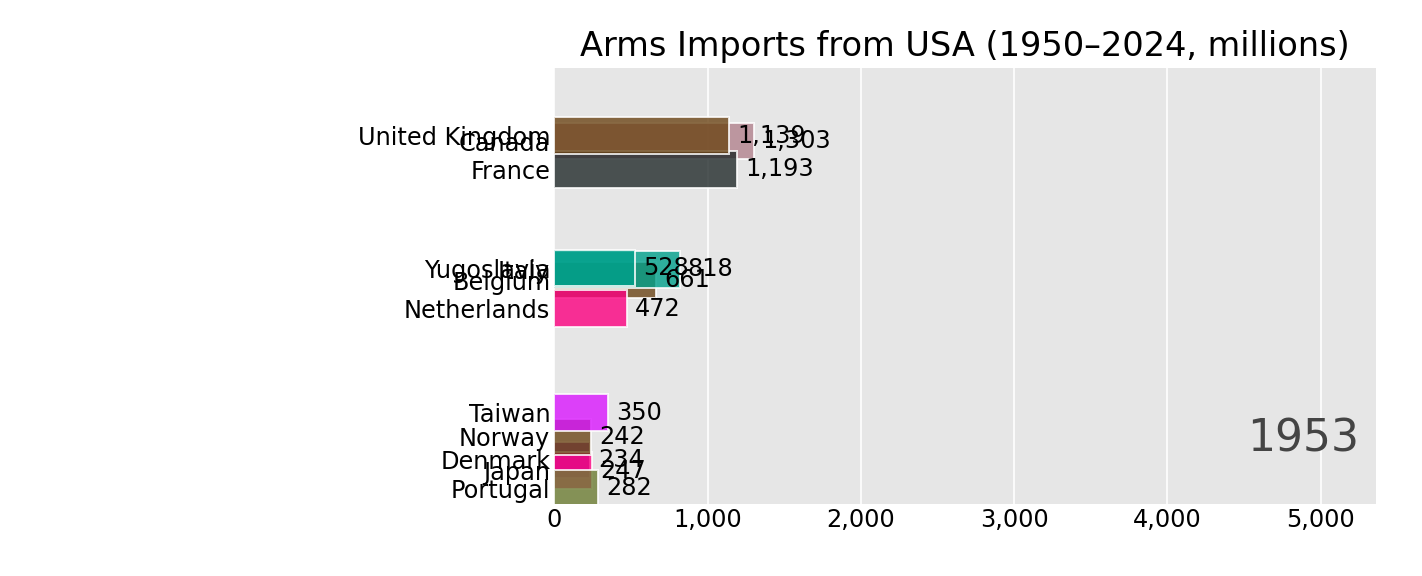 Arms Imports from USA (1950–2024, millions)
United Kingdom 1,139
Canada 1,303
France 1,193
Yugoslavia 528
Italy 818
Belgium 661
Netherlands 472
Taiwan 350
Norway 242
Denmark 234
Japan 247
Portugal 282
1953
0 1,000 2,000 3,000 4,000 5,000